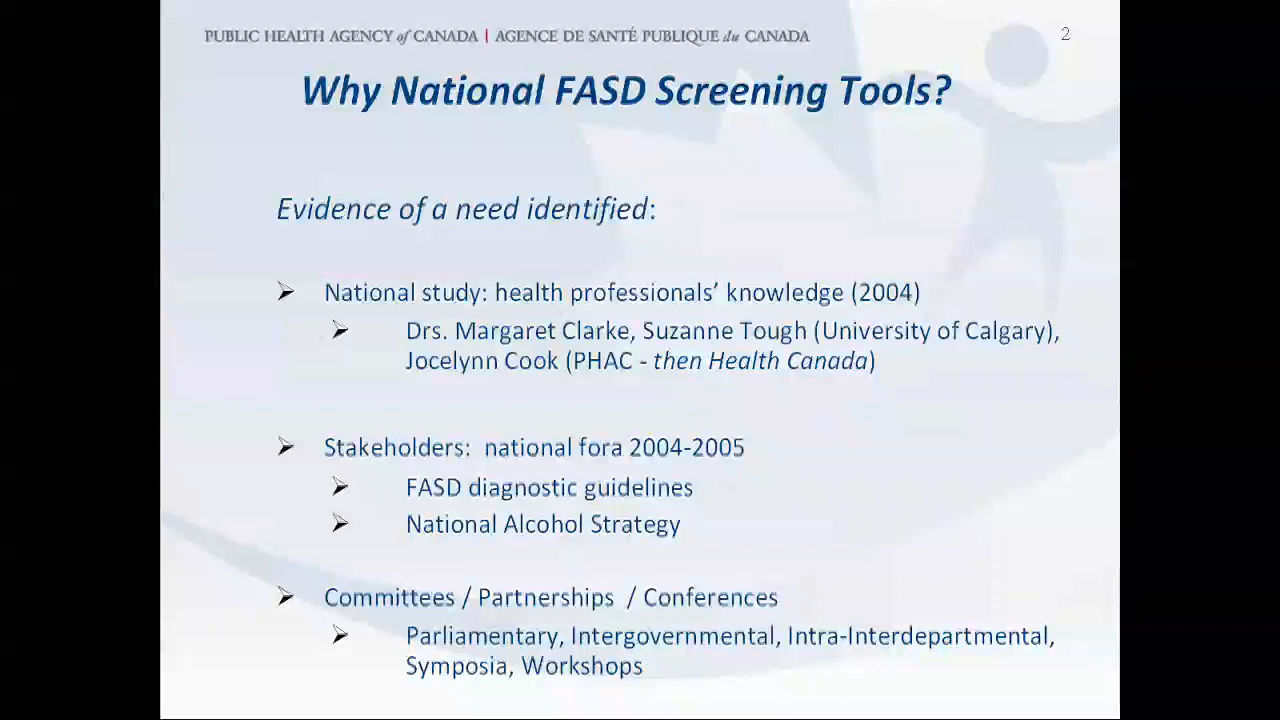 PUBLIC HEALTH AGENCY of CANADA | AGENCE DE SANTÉ PUBLIQUE du CANADA
2
Why National FASD Screening Tools?
Evidence of a need identified:
➢ National study: health professionals’ knowledge (2004)
➢ Drs. Margaret Clarke, Suzanne Tough (University of Calgary),
Jocelynn Cook (PHAC - then Health Canada)
➢ Stakeholders: national fora 2004-2005
➢ FASD diagnostic guidelines
➢ National Alcohol Strategy
➢ Committees / Partnerships / Conferences
➢ Parliamentary, Intergovernmental, Intra-Interdepartmental,
Symposia, Workshops